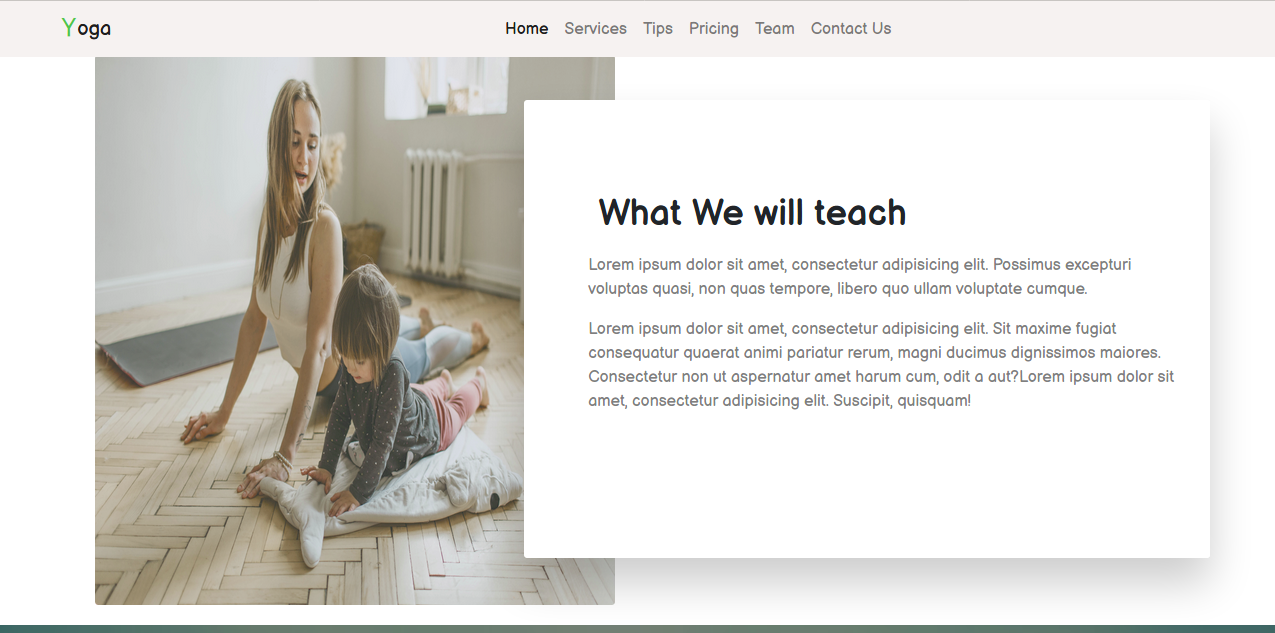 Yoga
Home Services Tips Pricing Team Contact Us
What We will teach
Lorem ipsum dolor sit amet, consectetur adipisicing elit. Possimus excepturi
voluptas quasi, non quas tempore, libero quo ullam voluptate cumque.
Lorem ipsum dolor sit amet, consectetur adipisicing elit. Sit maxime fugiat
consequatur quaerat animi pariatur rerum, magni ducimus dignissimos maiores.
Consectetur non ut aspernatur amet harum cum, odit a aut?Lorem ipsum dolor sit
amet, consectetur adipisicing elit. Suscipit, quisquam!